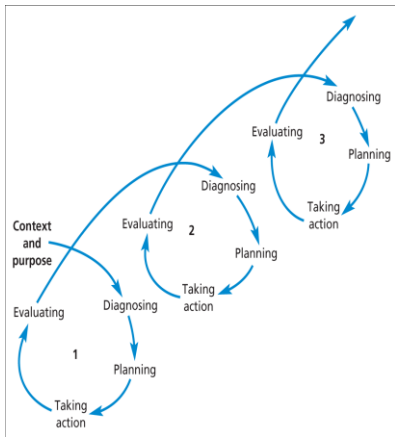 Diagnosing
Evaluating
3
Planning
Taking
action
Diagnosing
Evaluating
2
Planning
Taking
action
Context
and
purpose
Diagnosing
Evaluating
1
Planning
Taking
action